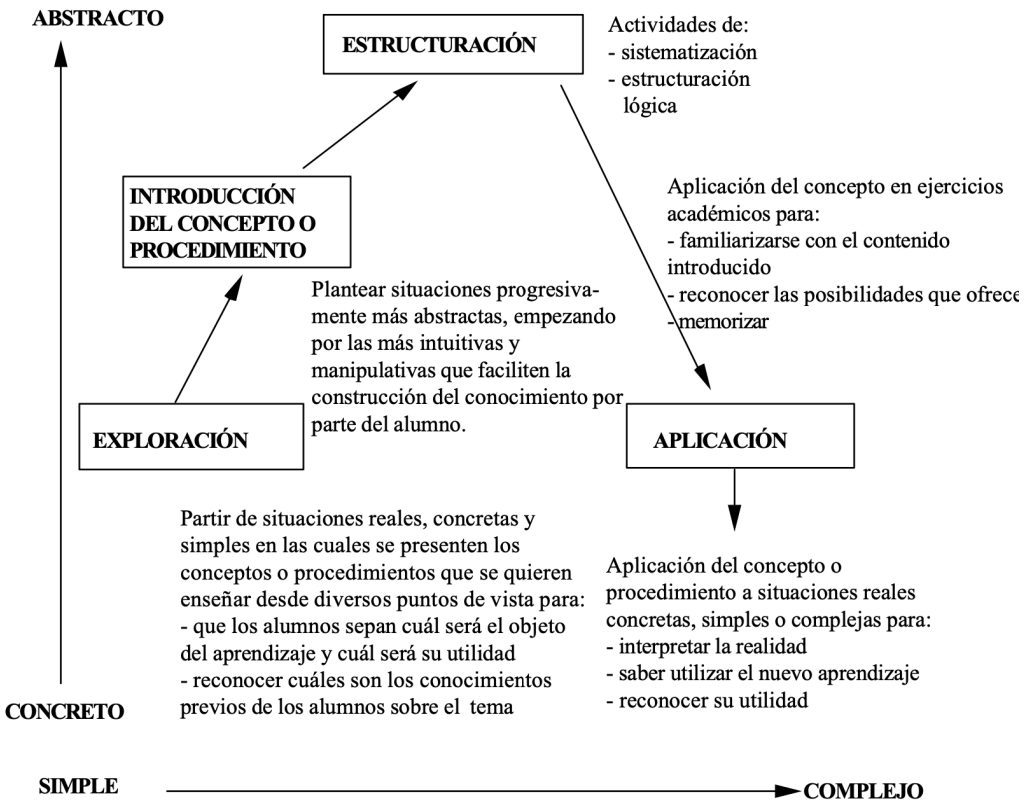 ABSTRACTO
ESTRUCTURACIÓN
Actividades de:
- sistematización
- estructuración
lógica
INTRODUCCIÓN
DEL CONCEPTO O
PROCEDIMIENTO
Aplicación del concepto en ejercicios
académicos para:
- familiarizarse con el contenido
introducido
- reconocer las posibilidades que ofrece
- memorizar
Plantear situaciones progresiva-
mente más abstractas, empezando
por las más intuitivas y
manipulativas que faciliten la
construcción del conocimiento por
parte del alumno.
EXPLORACIÓN
APLICACIÓN
Partir de situaciones reales, concretas y
simples en las cuales se presenten los
conceptos o procedimientos que se quieren
enseñar desde diversos puntos de vista para:
- que los alumnos sepan cuál será el objeto
del aprendizaje y cuál será su utilidad
- reconocer cuáles son los conocimientos
previos de los alumnos sobre el tema
Aplicación del concepto o
procedimiento a situaciones reales
concretas, simples o complejas para:
- interpretar la realidad
- saber utilizar el nuevo aprendizaje
- reconocer su utilidad
CONCRETO
SIMPLE
COMPLEJO